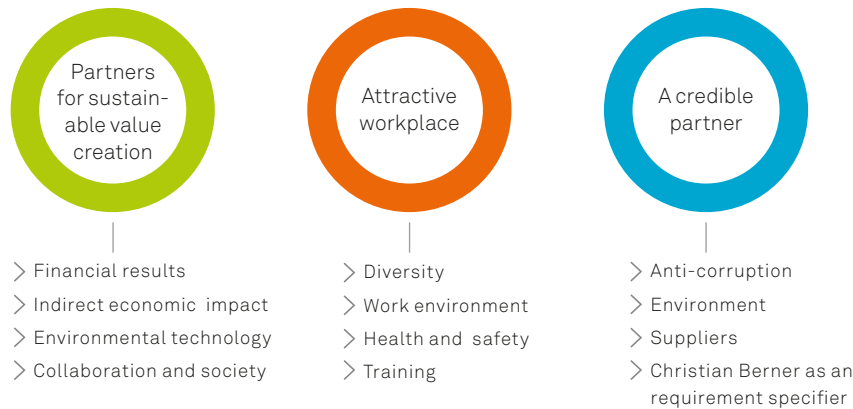 Partners
for sustain-
able value
creation
Financial results
Indirect economic impact
Environmental technology
Collaboration and society
Attractive
workplace
Diversity
Work environment
Health and safety
Training
A credible
partner
Anti-corruption
Environment
Suppliers
Christian Berner as an
requirement specifier